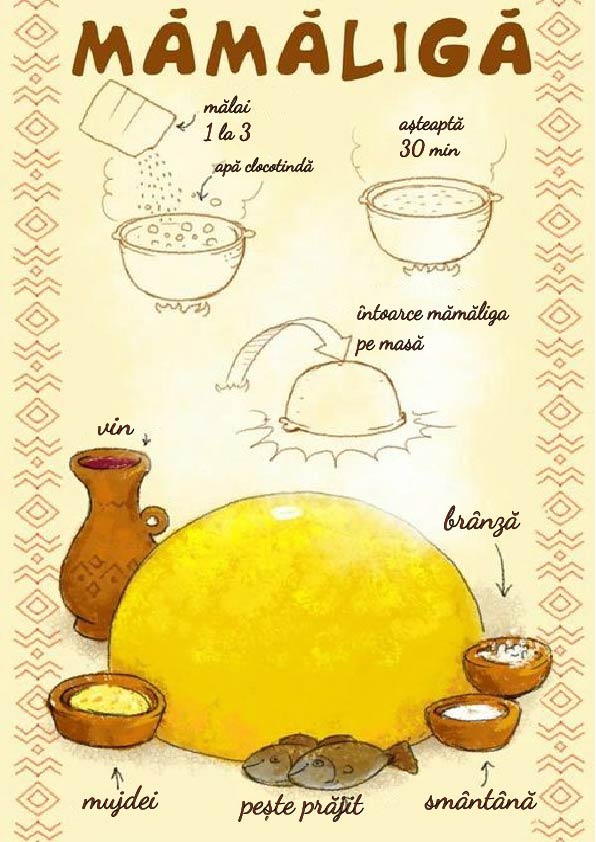 MĂMĂLIGĂ
mălai
1 la 3
apă clocotindă
așteaptă
30 min
întoarce mămăliga
pe masă
vin
brânză
mujdei
pește prăjit
smântână